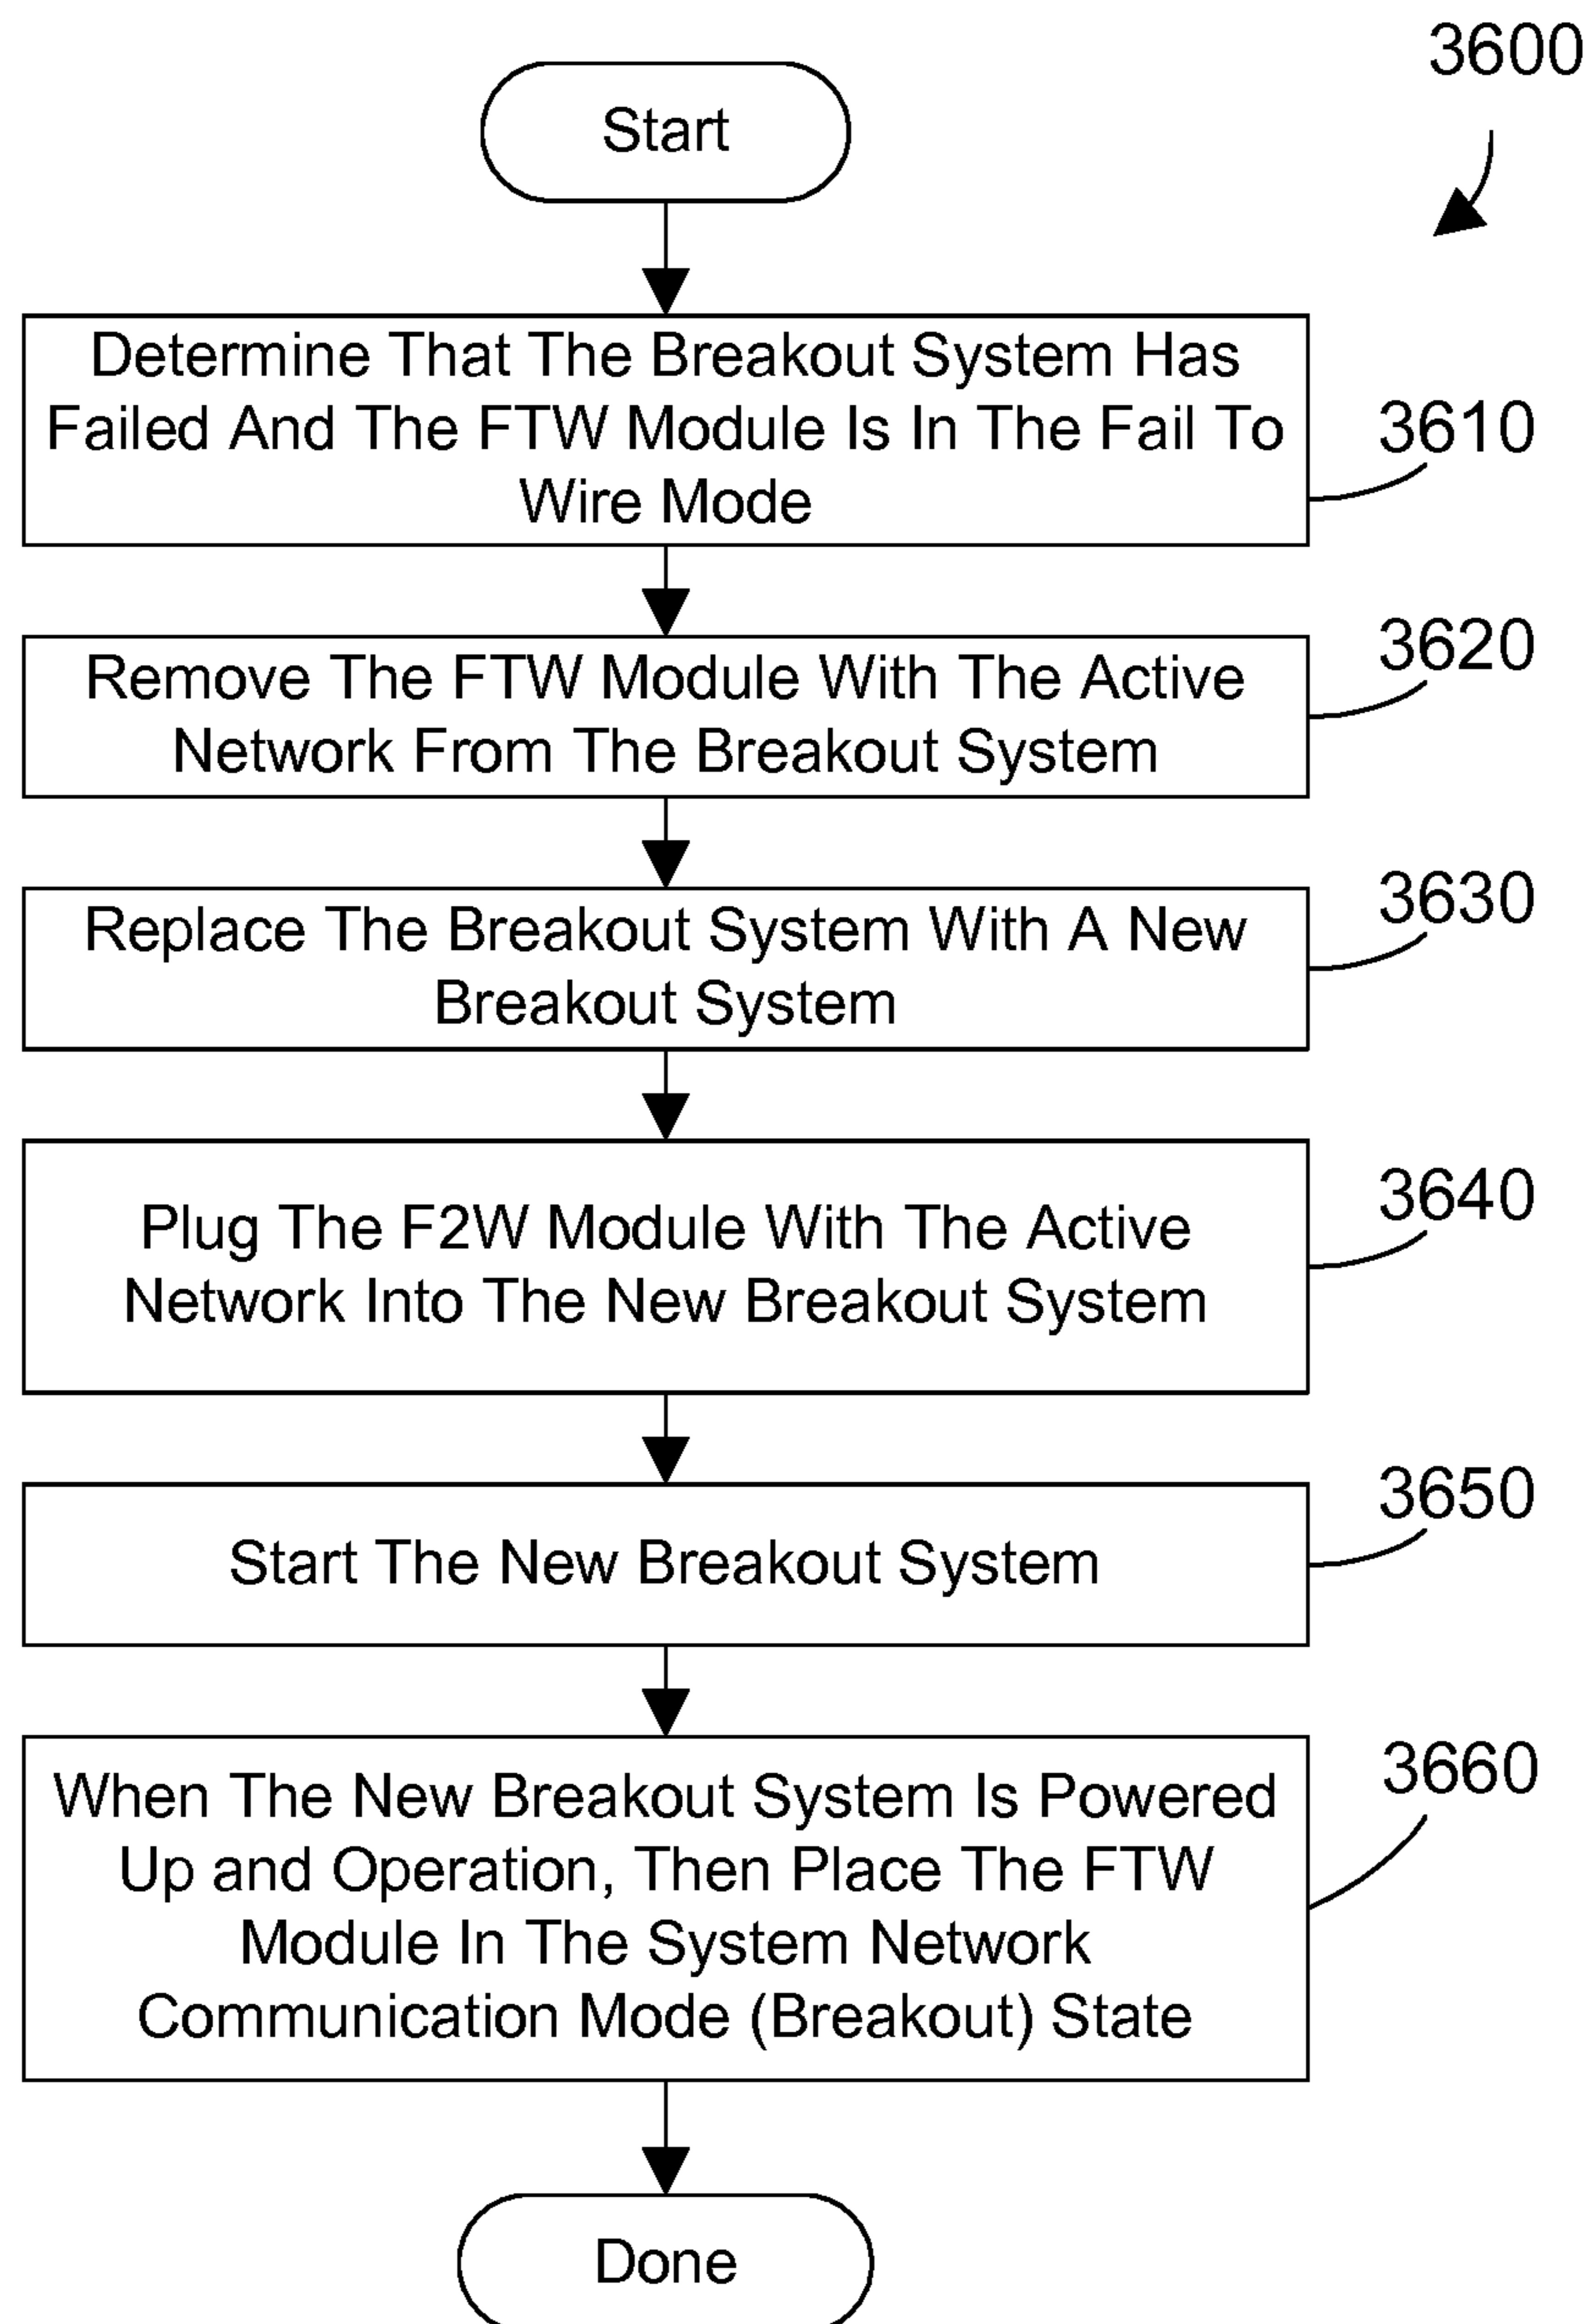 3600
Start
Determine That The Breakout System Has
Failed And The FTW Module Is In The Fail To
Wire Mode
3610
Remove The FTW Module With The Active
Network From The Breakout System
3620
Replace The Breakout System With A New
Breakout System
3630
Plug The F2W Module With The Active
Network Into The New Breakout System
3640
Start The New Breakout System
3650
When The New Breakout System Is Powered
Up and Operation, Then Place The FTW
Module In The System Network
Communication Mode (Breakout) State
3660
Done